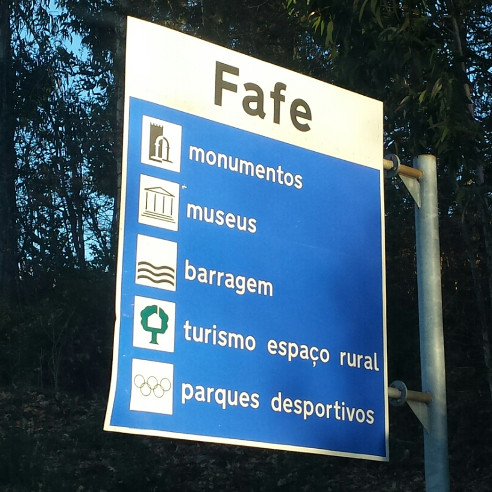 Fafe
monumentos
museus
barragem
turismo espaço rural
parques desportivos